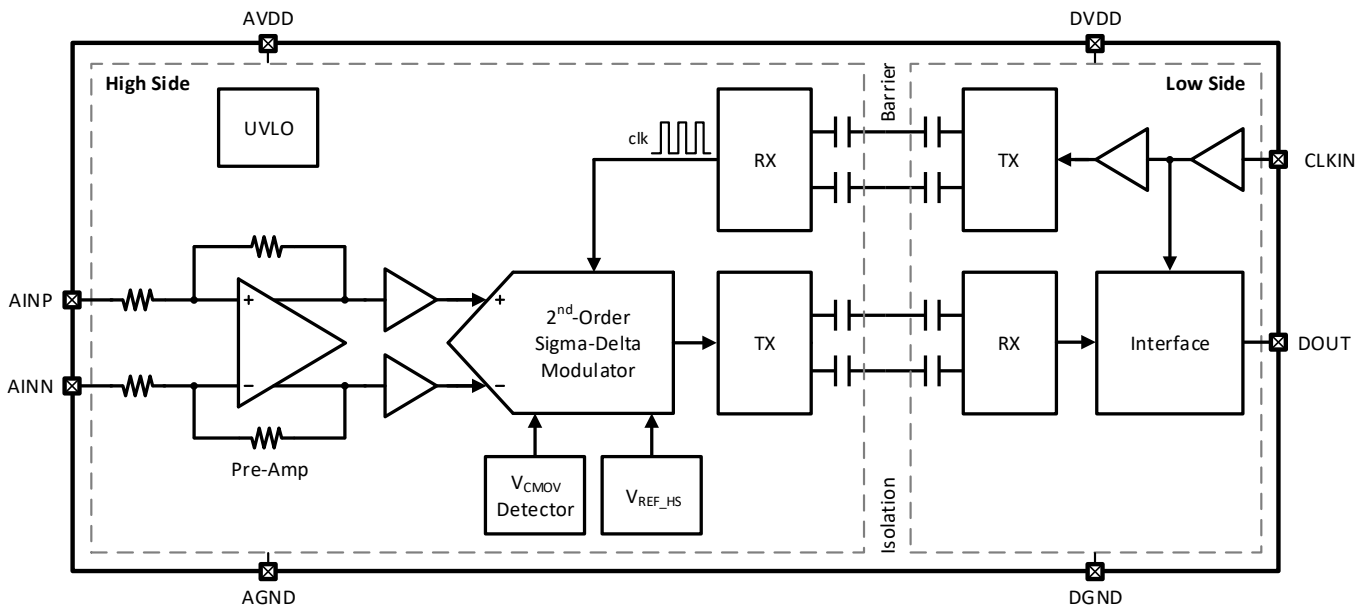 AVDD
DVDD
High Side
Barrier
Low Side
UVLO
clk
RX
TX
CLKIN
AINP
+
+
2nd-Order
Sigma-Delta
Modulator
TX
RX
Interface
DOUT
AINN
−
−
Pre-Amp
VCMOV
Detector
VREF_HS
Isolation
AGND
DGND